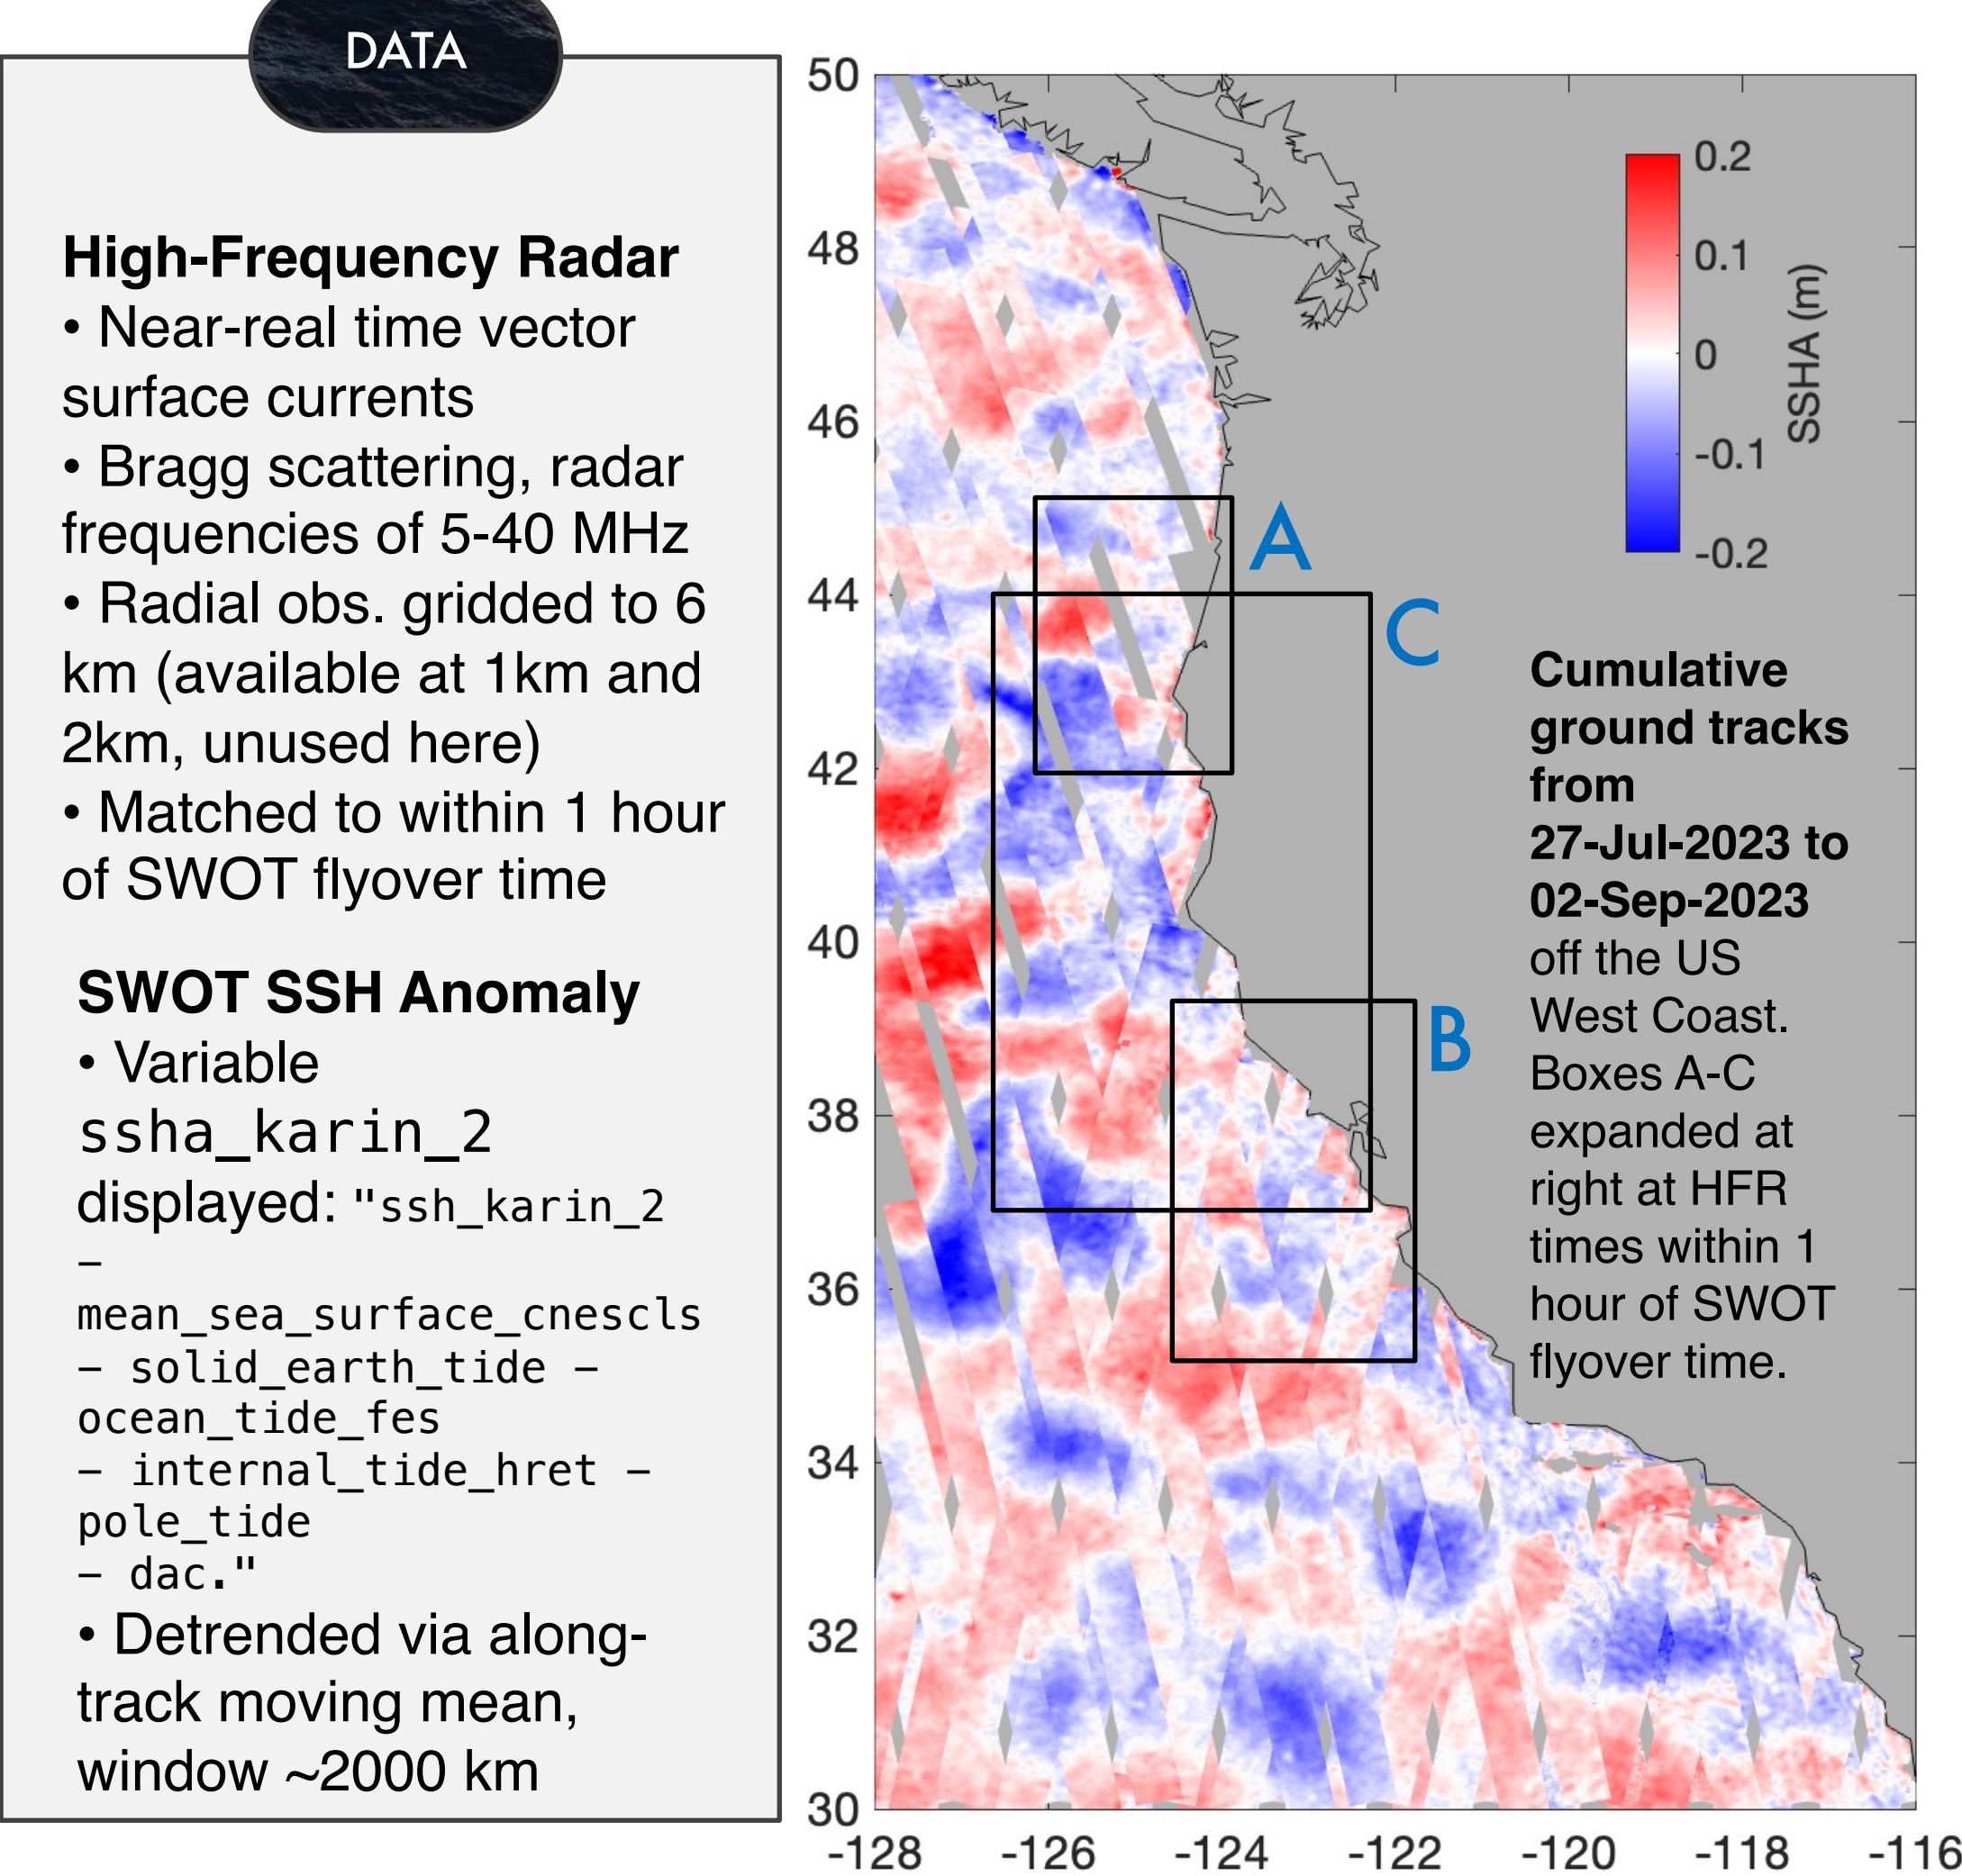 DATA
High-Frequency Radar
• Near-real time vector
surface currents
• Bragg scattering, radar
frequencies of 5-40 MHz
• Radial obs. gridded to 6
km (available at 1km and
2km, unused here)
• Matched to within 1 hour
of SWOT flyover time
SWOT SSH Anomaly
• Variable
ssha_karin_2
displayed: "ssh_karin_2
–
mean_sea_surface_cnescls
– solid_earth_tide –
ocean_tide_fes
– internal_tide_hret –
pole_tide
– dac."
• Detrended via along-
track moving mean,
window ~2000 km
50
48
46
44
42
40
38
36
34
32
30
-128
-126
-124
-122
-120
-118
-116
A
C
B
0.2
0.1
0
-0.1
-0.2
SSHA (m)
Cumulative
ground tracks
from
27-Jul-2023 to
02-Sep-2023
off the US
West Coast.
Boxes A-C
expanded at
right at HFR
times within 1
hour of SWOT
flyover time.